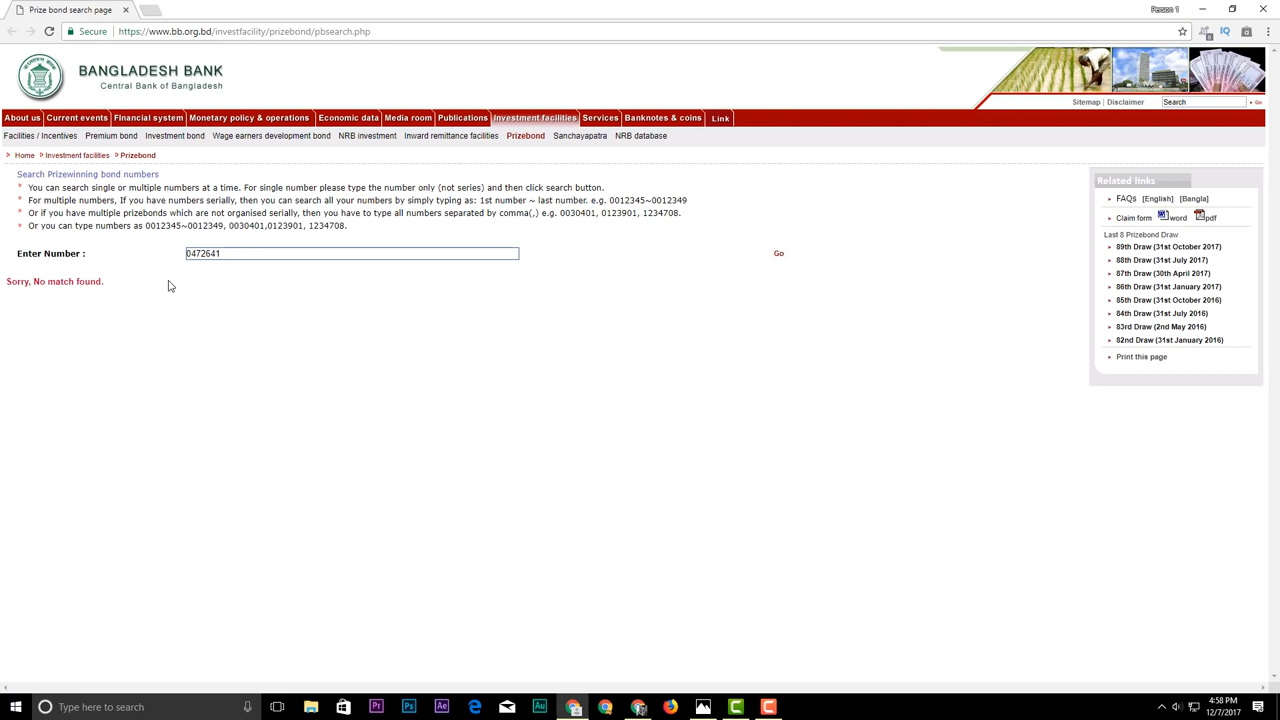 Prize bond search page
Person 1
Secure
https://www.bb.org.bd/investfacility/prizebond/pbsearch.php
IQ
BANGLADESH BANK
Central Bank of Bangladesh
Sitemap | Disclaimer Search Go
About us Current events Financial system Monetary policy & operations Economic data Media room Publications Investment facilities Services Banknotes & coins Link
Facilities / Incentives Premium bond Investment bond Wage earners development bond NRB investment Inward remittance facilities Prizebond Sanchayapatra NRB database
Home Investment facilities Prizebond
Search Prizewinning bond numbers
You can search single or multiple numbers at a time. For single number please type the number only (not series) and then click search button.
For multiple numbers, If you have numbers serially, then you can search all your numbers by simply typing as: 1st number ~ last number. e.g. 0012345~0012349
Or if you have multiple prizebonds which are not organised serially, then you have to type all numbers separated by comma(,) e.g. 0030401, 0123901, 1234708.
Or you can type numbers as 0012345~0012349, 0030401,0123901, 1234708.
Enter Number : 0472641 Go
Sorry, No match found.
Related links
FAQs [English] [Bangla]
Claim form word pdf
Last 8 Prizebond Draw
89th Draw (31st October 2017)
88th Draw (31st July 2017)
87th Draw (30th April 2017)
86th Draw (31st January 2017)
85th Draw (31st October 2016)
84th Draw (31st July 2016)
83rd Draw (2nd May 2016)
82nd Draw (31st January 2016)
Print this page
Type here to search
Pr Ps Ae Au
4:58 PM
12/7/2017